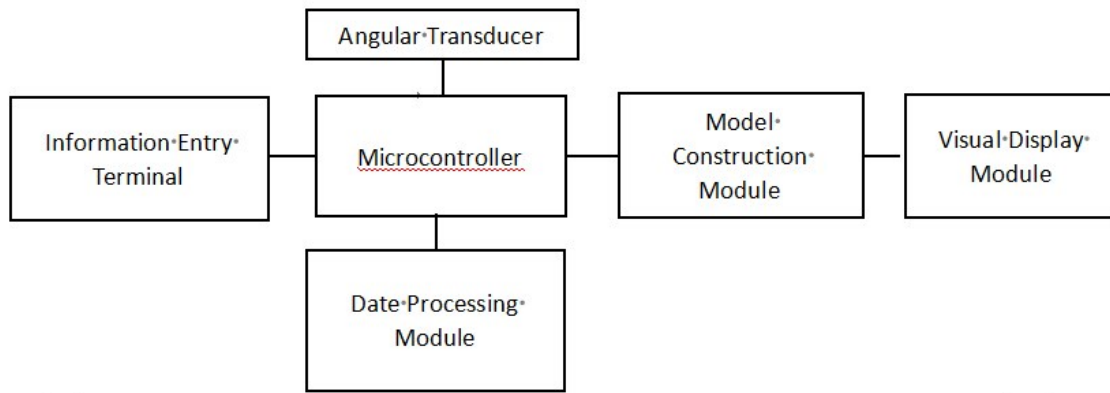 Angular Transducer
Information Entry
Terminal
Microcontroller
Model
Construction
Module
Visual Display
Module
Date Processing
Module